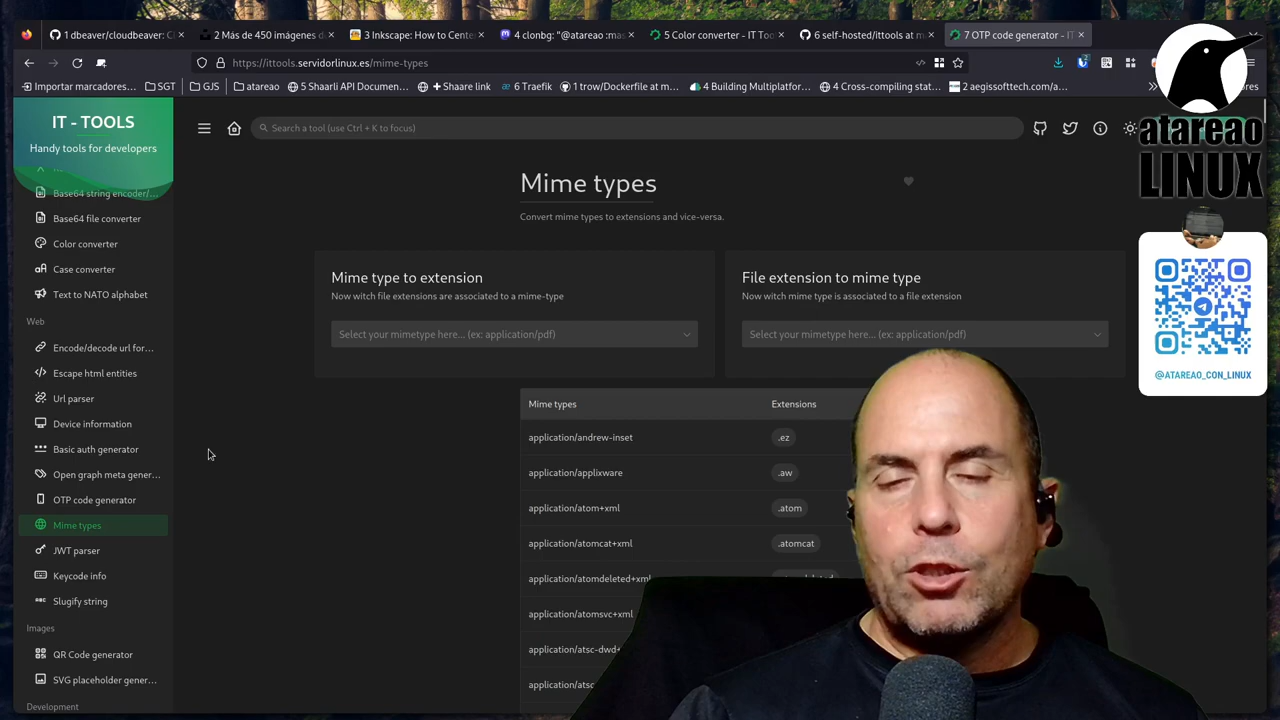 1 dbeaver/cloudbeaver: Cl
2 Más de 450 imágenes d
3 Inkscape: How to Cente
4 clonbg: "@atareao :mas
5 Color converter - IT Too
6 self-hosted/ittools at m
7 OTP code generator - IT
https://ittools.servidorlinux.es/mime-types
Importar marcadores...
SGT
GJS
atareao
5 Shaarli API Documen...
Share link
6 Traefik
1 trow/Dockerfile at m...
4 Building Multiplatfor...
4 Cross-compiling stat...
2 aegissofttech.com/a...
IT - TOOLS
Handy tools for developers
Search a tool (use Ctrl + K to focus)
atareao
LINUX
@ATAREAO_CON_LINUX
Base64 string encoder/...
Base64 file converter
Color converter
Case converter
Text to NATO alphabet
Web
Encode/decode url for...
Escape html entities
Url parser
Device information
Basic auth generator
Open graph meta gener...
OTP code generator
Mime types
JWT parser
Keycode info
Slugify string
Images
QR Code generator
SVG placeholder gener...
Development
Mime types
Convert mime types to extensions and vice-versa.
Mime type to extension
Now witch file extensions are associated to a mime-type
Select your mimetype here... (ex: application/pdf)
File extension to mime type
Now witch mime type is associated to a file extension
Select your mimetype here... (ex: application/pdf)
Mime types Extensions
application/andrew-inset .ez
application/applixware .aw
application/atom+xml .atom
application/atomcat+xml .atomcat
application/atomdeleted+xml
application/atomsvc+xml
application/atsc-dwd+
application/atsc